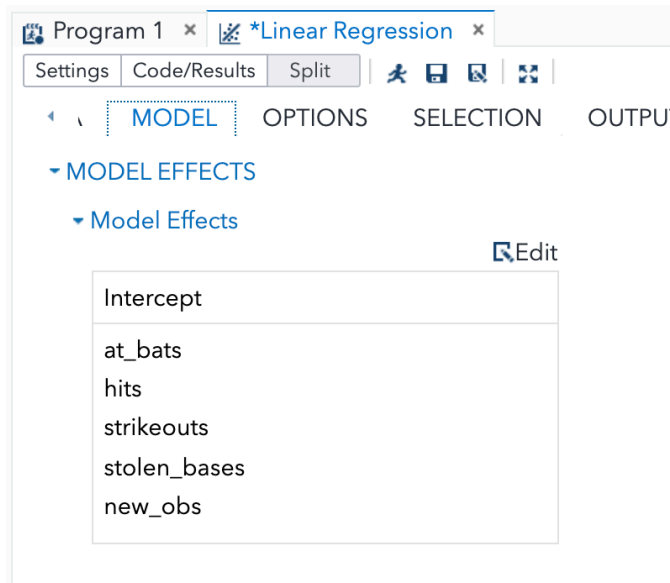 Program 1 × *Linear Regression ×
Settings Code/Results Split
MODEL OPTIONS SELECTION OUTPU
MODEL EFFECTS
Model Effects
Edit
Intercept
at_bats
hits
strikeouts
stolen_bases
new_obs